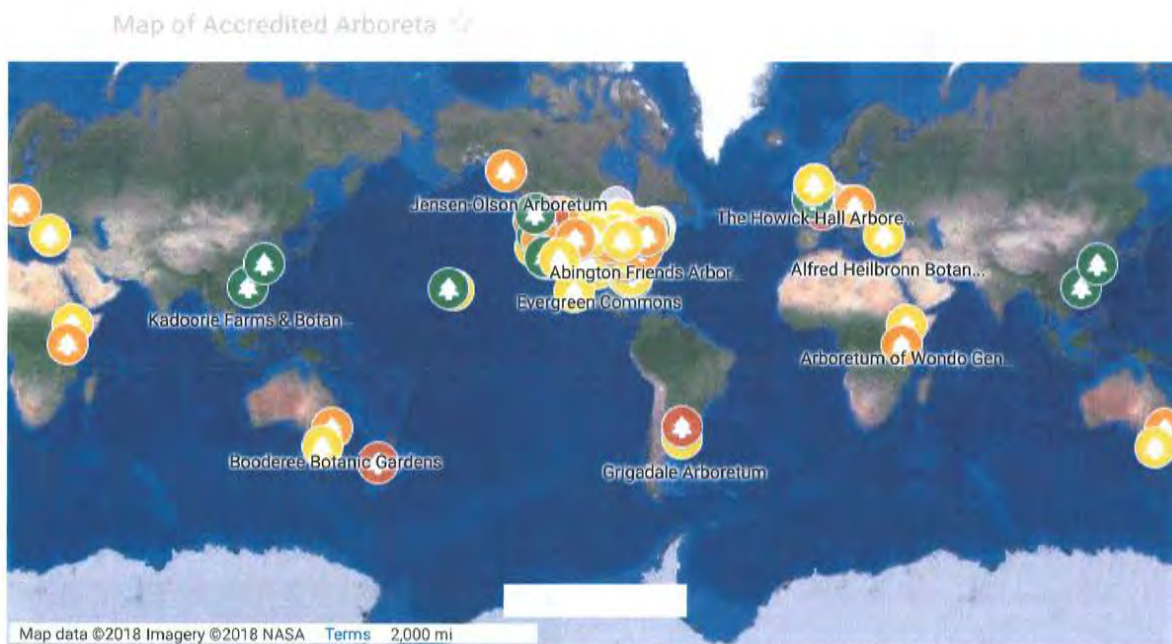 Map of Accredited Arboreta
Jensen-Olson Arboretum
The Howick Hall Arbore...
Abington Friends Arbor...
Alfred Heilbronn Botan...
Evergreen Commons
Kadoorie Farms & Botan...
Arboretum of Wondo Gen...
Booderee Botanic Gardens
Grigadale Arboretum
Map data ©2018 Imagery ©2018 NASA Terms 2,000 mi